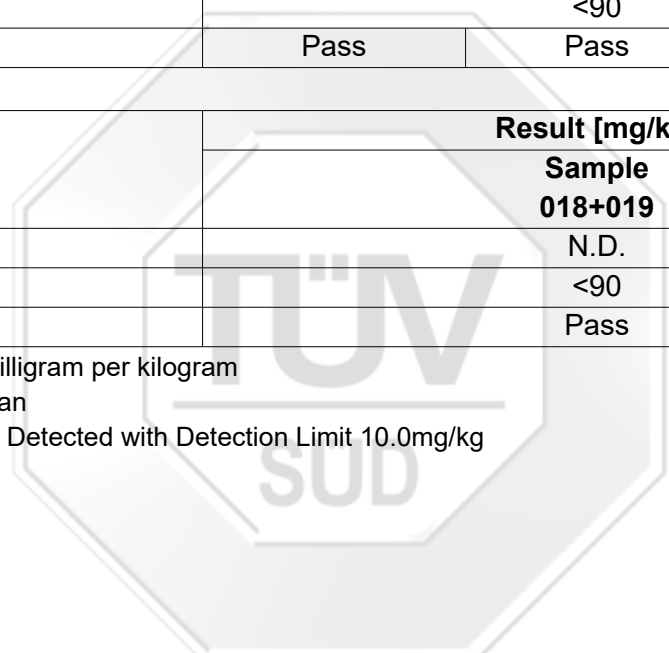 <90
Pass Pass
Result [mg/k
Sample
018+019
N.D.
<90
Pass
illigram per kilogram
an
Detected with Detection Limit 10.0mg/kg
TÜV
SÜD